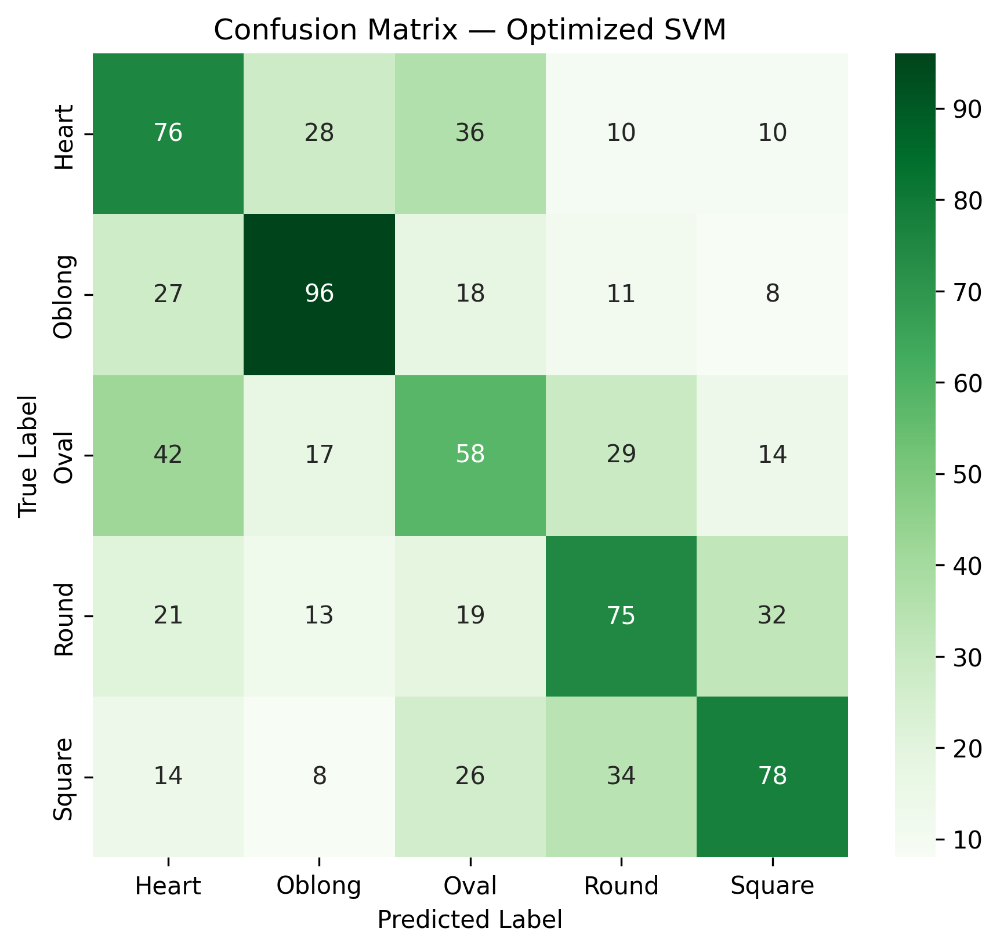 Confusion Matrix — Optimized SVM
Heart 76 28 36 10 10
Oblong 27 96 18 11 8
Oval 42 17 58 29 14
Round 21 13 19 75 32
Square 14 8 26 34 78
True Label
Heart Oblong Oval Round Square
Predicted Label
90
80
70
60
50
40
30
20
10